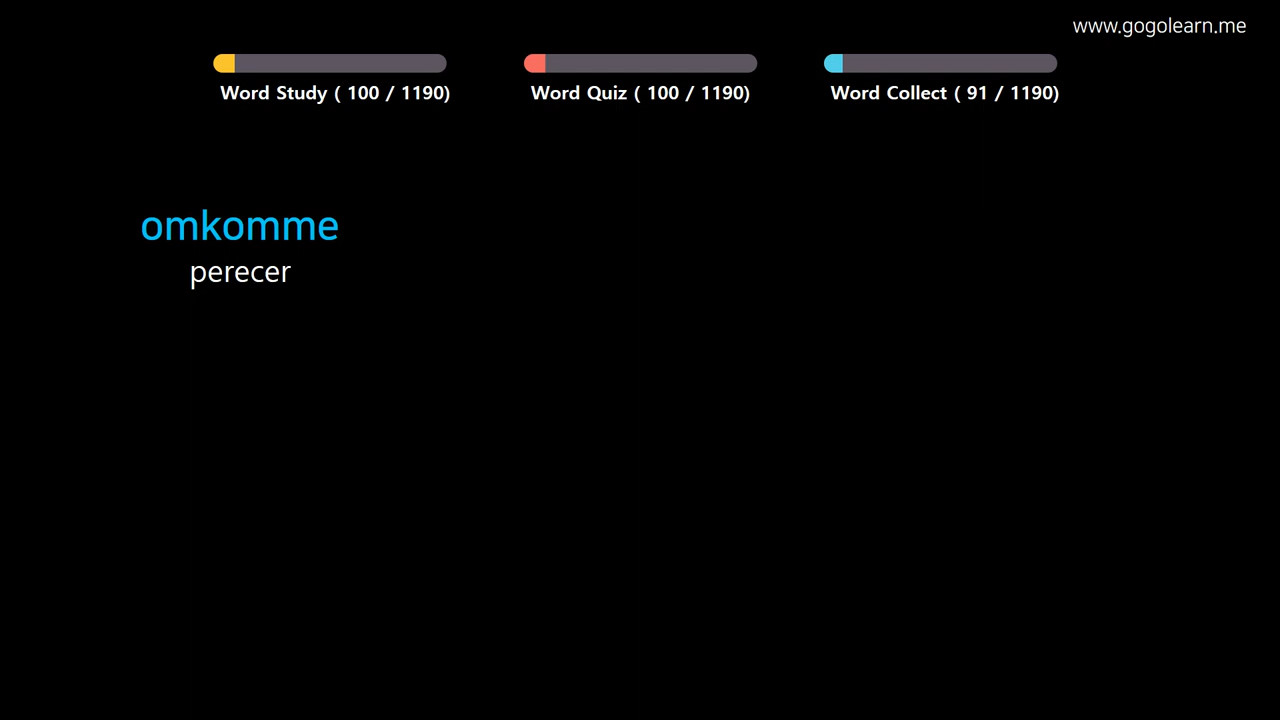 www.gogolearn.me
Word Study ( 100 / 1190)
Word Quiz ( 100 / 1190)
Word Collect ( 91 / 1190)
omkomme
perecer